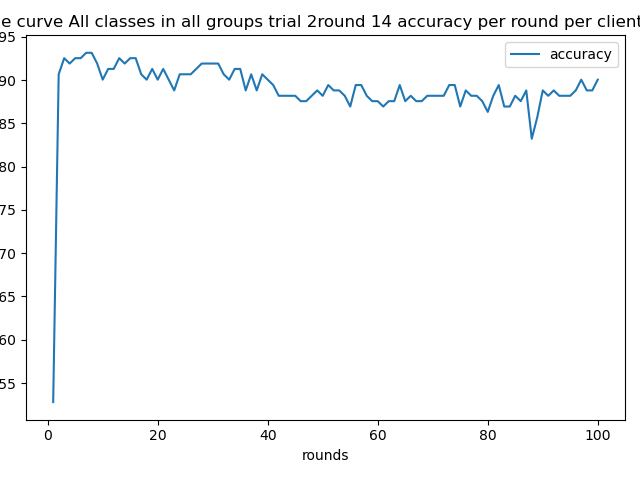 e curve All classes in all groups trial 2round 14 accuracy per round per client
accuracy
95
90
85
80
75
70
65
60
55
0 20 40 60 80 100
rounds